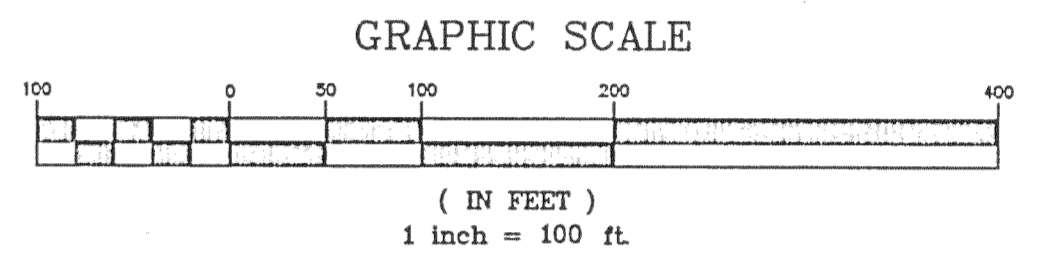 GRAPHIC SCALE
100 0 50 100 200 400
( IN FEET )
1 inch = 100 ft.